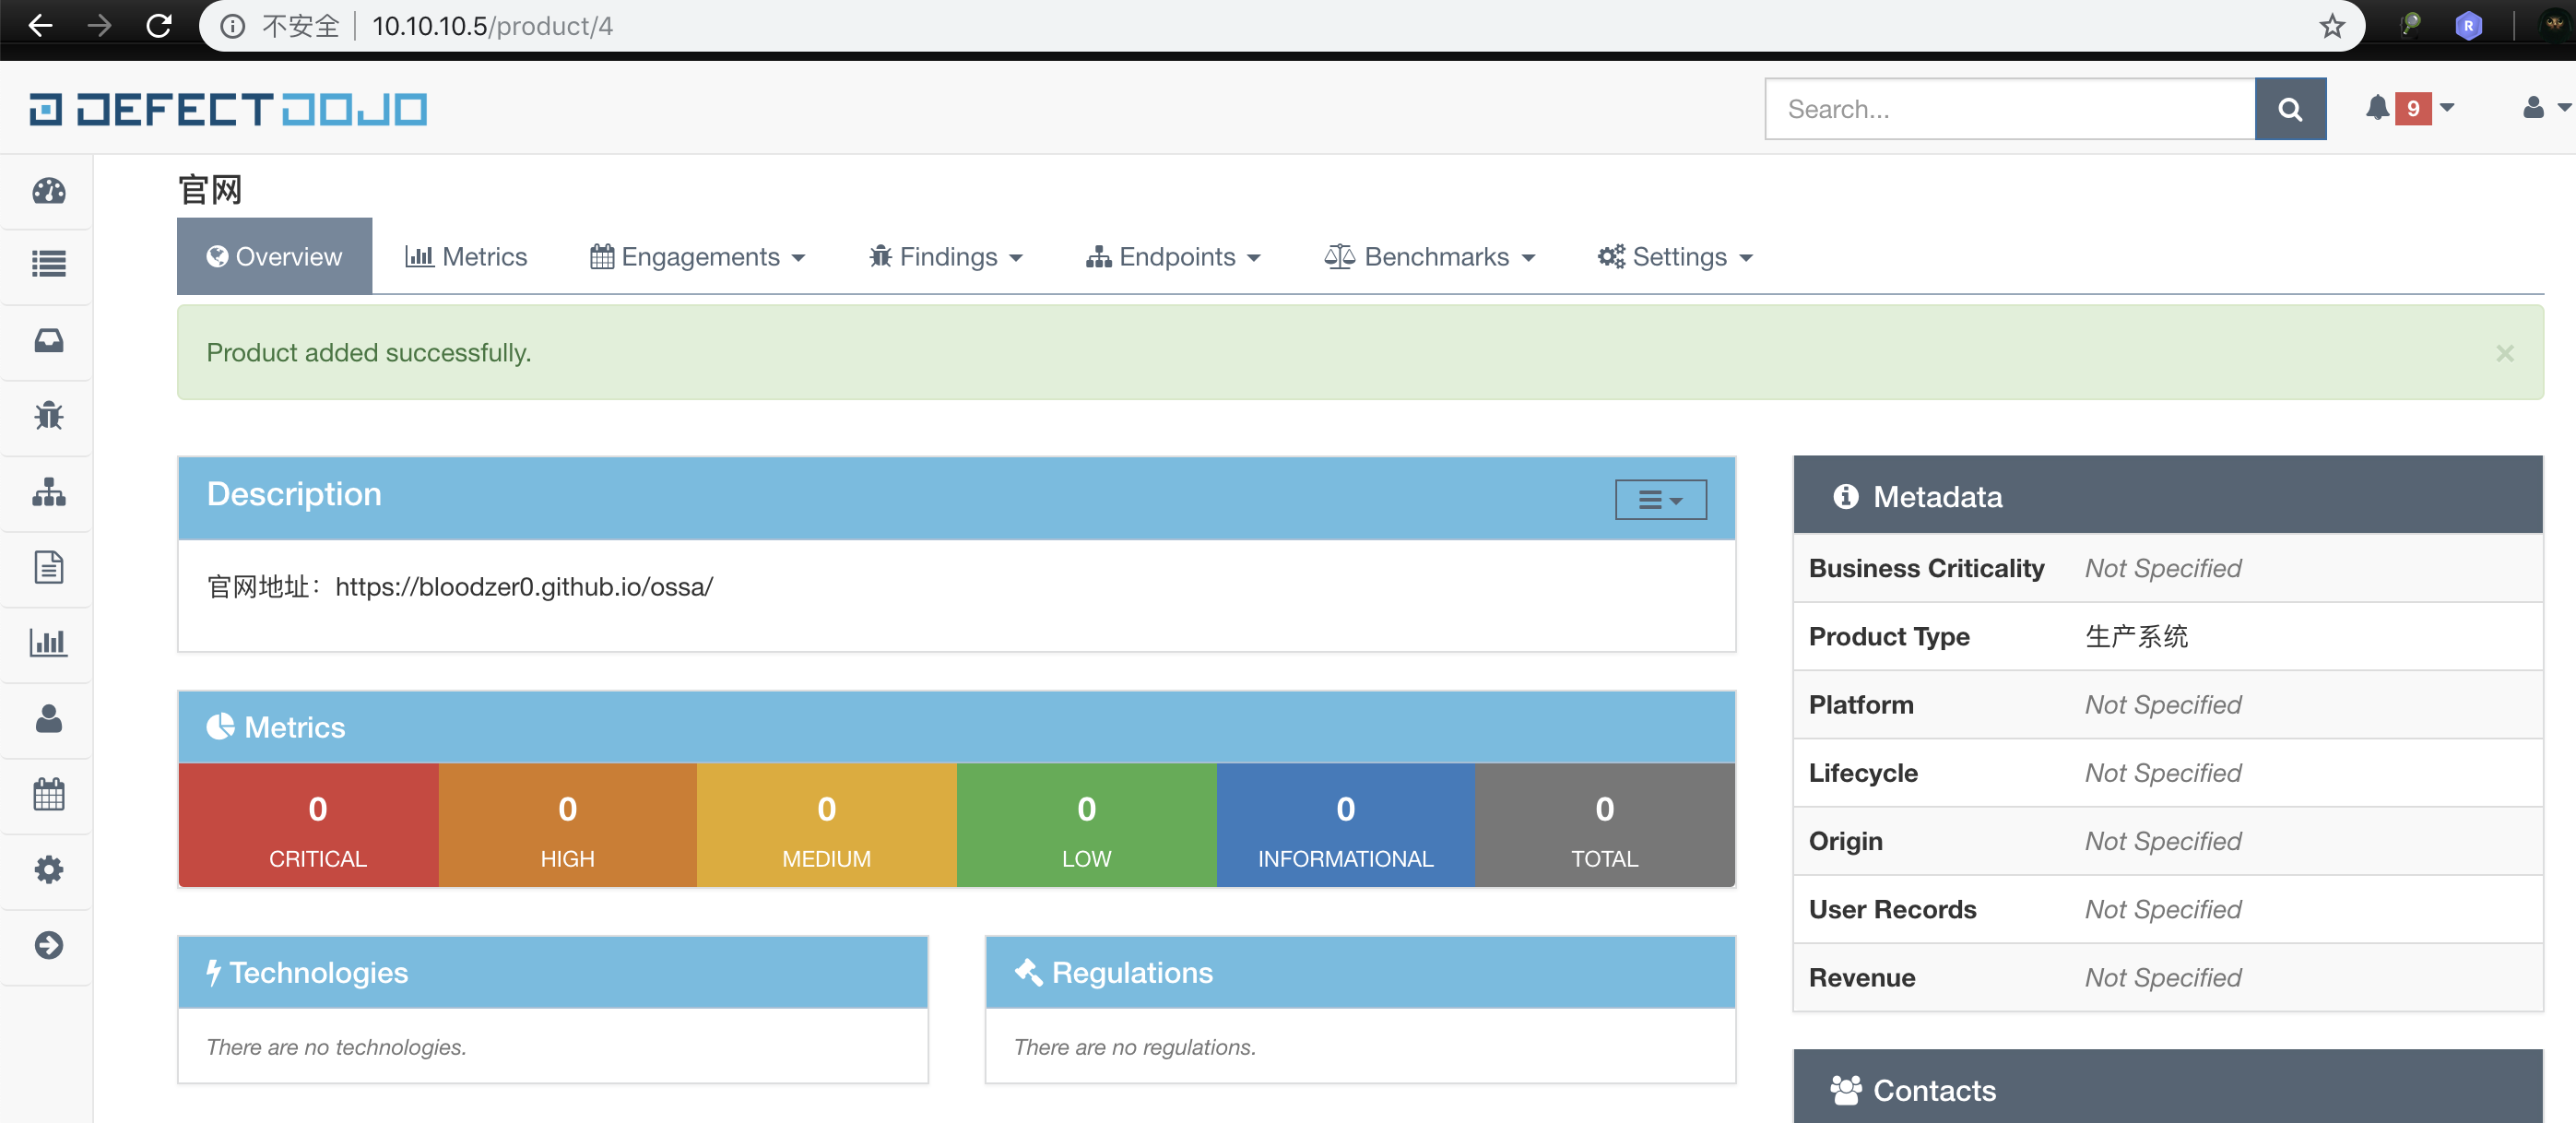 不安全 10.10.10.5/product/4
R
DEFECTDOJO
Search...
9
官网
Overview Metrics Engagements Findings Endpoints Benchmarks Settings
Product added successfully.
×
Description
官网地址：https://bloodzer0.github.io/ossa/
Metrics
0 0 0 0 0 0
CRITICAL HIGH MEDIUM LOW INFORMATIONAL TOTAL
Technologies
There are no technologies.
Regulations
There are no regulations.
Metadata
Business Criticality Not Specified
Product Type 生产系统
Platform Not Specified
Lifecycle Not Specified
Origin Not Specified
User Records Not Specified
Revenue Not Specified
Contacts